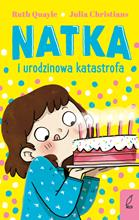 Ruth Quayle • Julia Christians
NATKA
i urodzinowa katastrofa